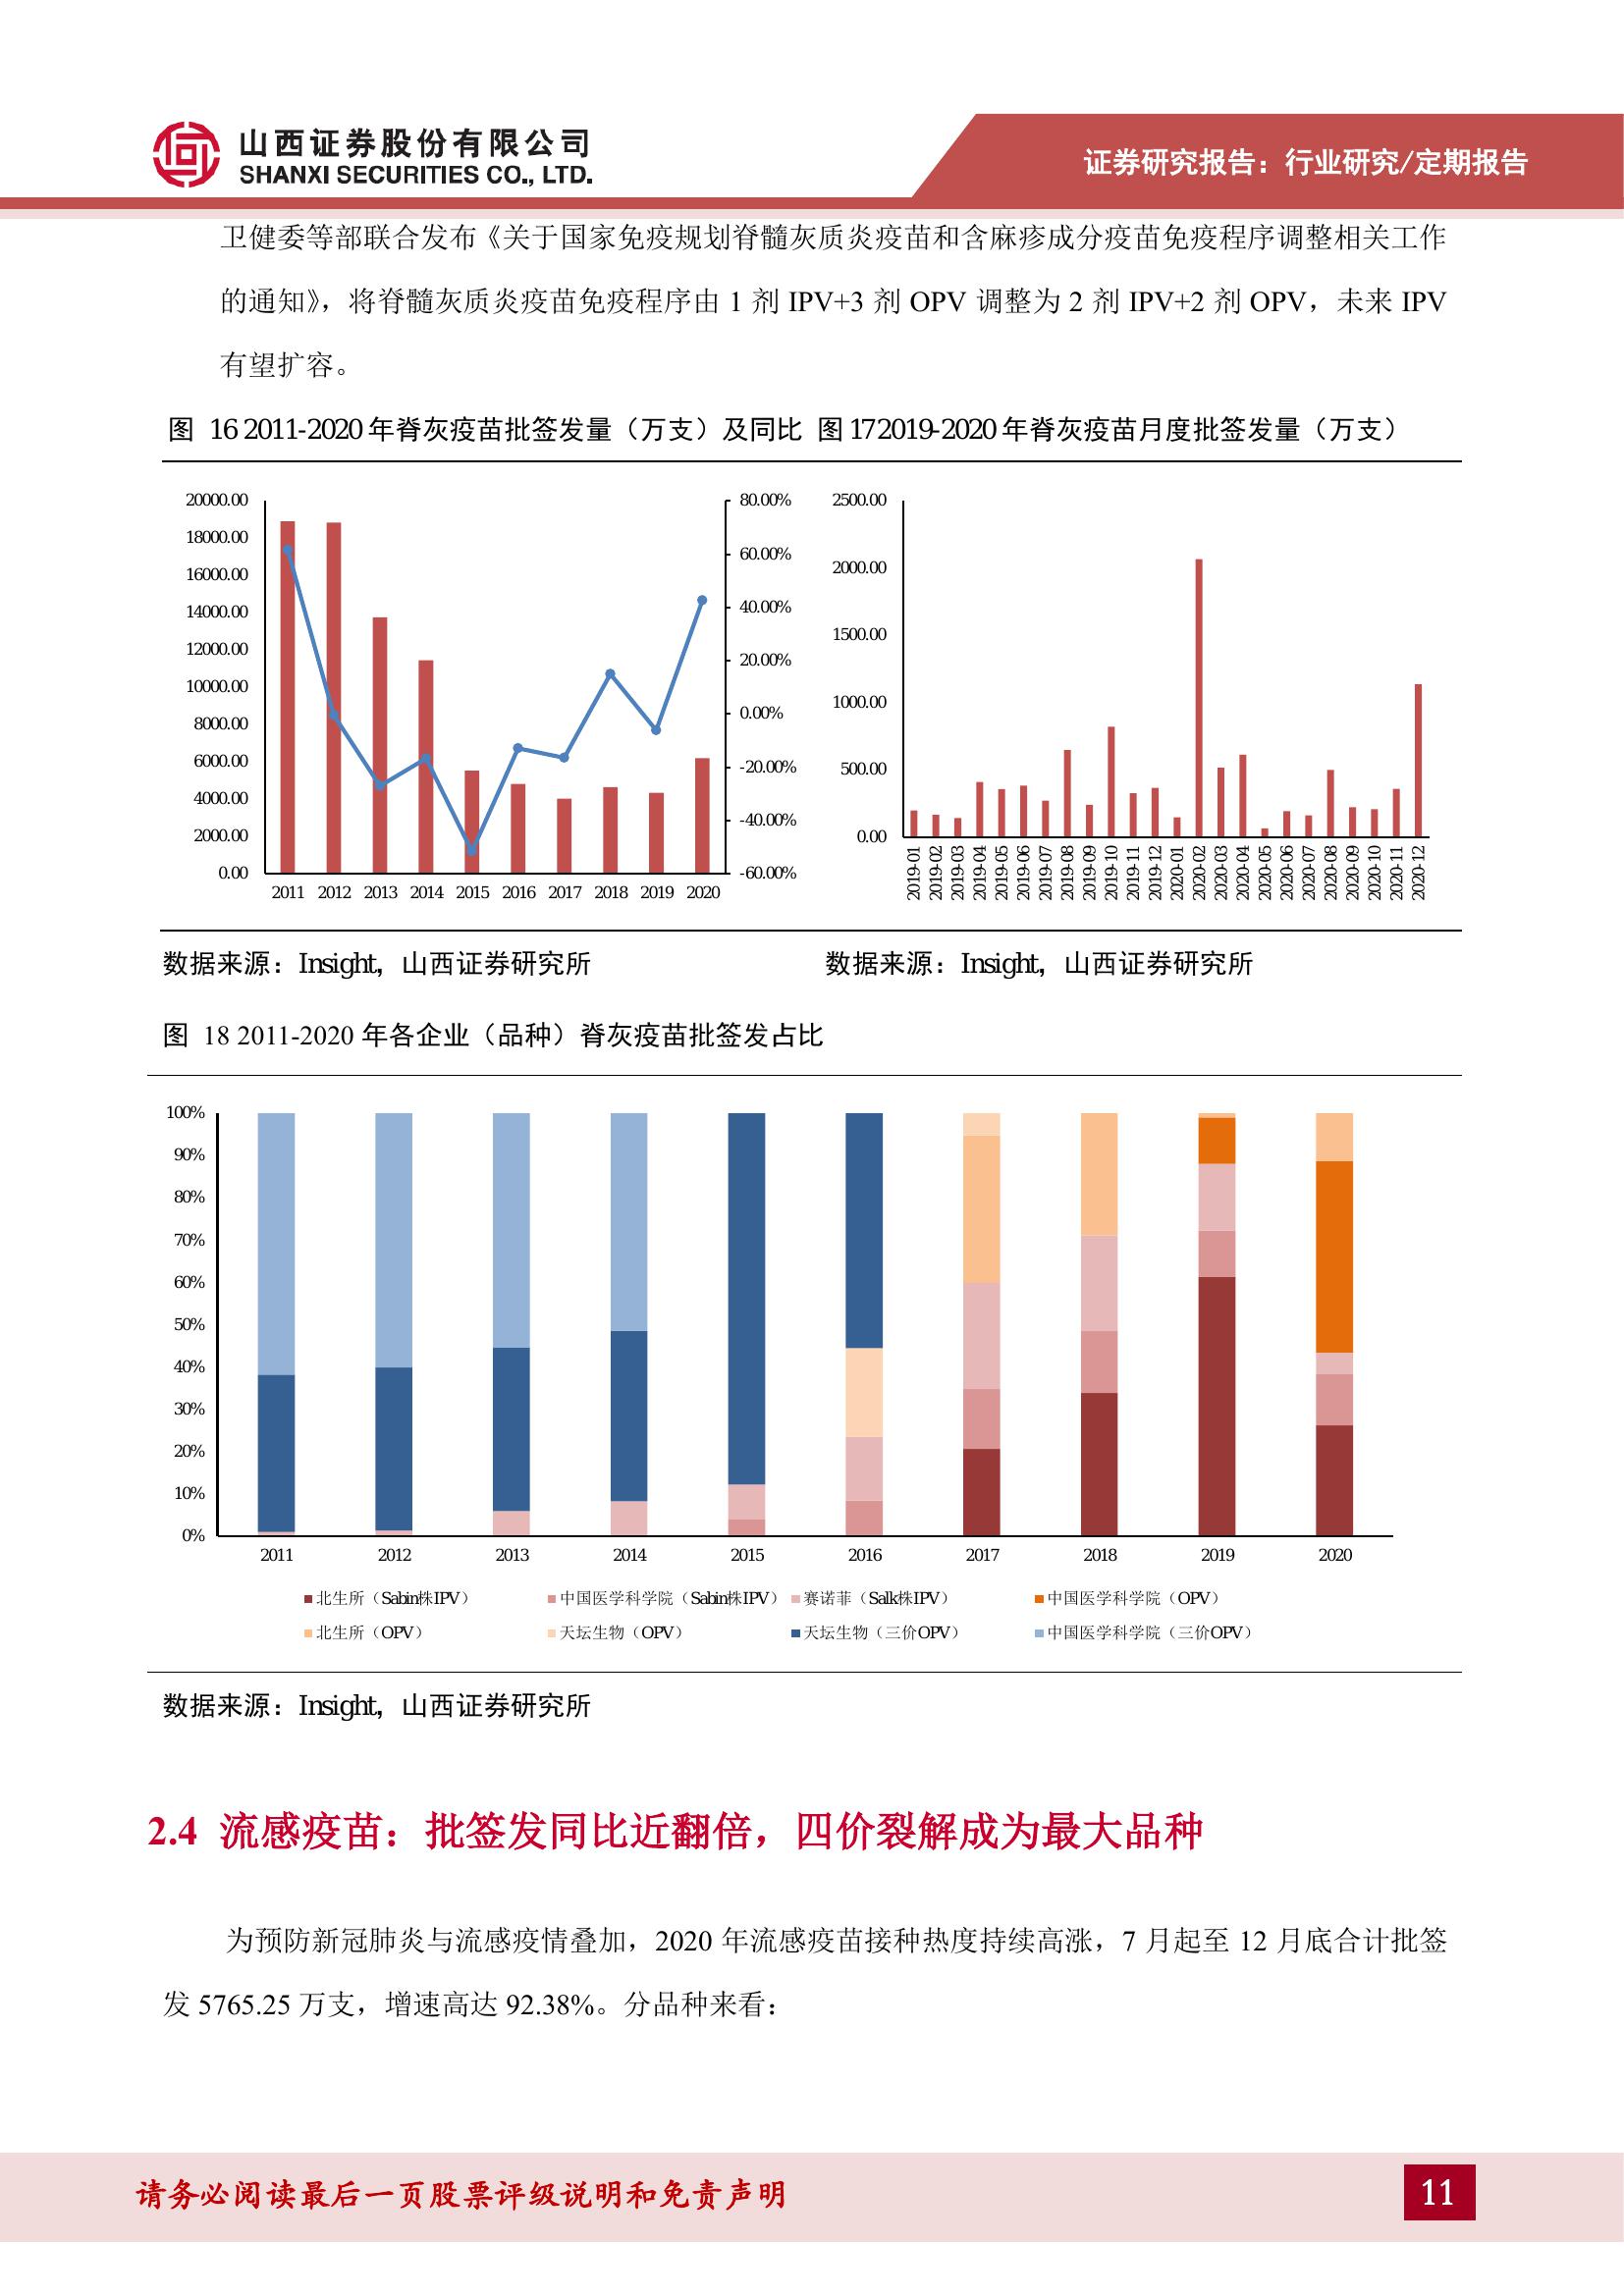 山西证券股份有限公司
SHANXI SECURITIES CO., LTD.
证券研究报告：行业研究/定期报告
卫健委等部联合发布《关于国家免疫规划脊髓灰质炎疫苗和含麻疹成分疫苗免疫程序调整相关工作
的通知》，将脊髓灰质炎疫苗免疫程序由 1 剂 IPV+3 剂 OPV 调整为 2 剂 IPV+2 剂 OPV，未来 IPV
有望扩容。
图 16 2011-2020 年脊灰疫苗批签发量（万支）及同比
20000.00
18000.00
16000.00
14000.00
12000.00
10000.00
8000.00
6000.00
4000.00
2000.00
0.00
80.00%
60.00%
40.00%
20.00%
0.00%
-20.00%
-40.00%
-60.00%
2011 2012 2013 2014 2015 2016 2017 2018 2019 2020
数据来源：Insight，山西证券研究所
图 17 2019-2020 年脊灰疫苗月度批签发量（万支）
2500.00
2000.00
1500.00
1000.00
500.00
0.00
2019-01 2019-02 2019-03 2019-04 2019-05 2019-06 2019-07 2019-08 2019-09 2019-10 2019-11 2019-12 2020-01 2020-02 2020-03 2020-04 2020-05 2020-06 2020-07 2020-08 2020-09 2020-10 2020-11 2020-12
数据来源：Insight，山西证券研究所
图 18 2011-2020 年各企业（品种）脊灰疫苗批签发占比
100%
90%
80%
70%
60%
50%
40%
30%
20%
10%
0%
2011 2012 2013 2014 2015 2016 2017 2018 2019 2020
北生所（Sabin株IPV） 中国医学科学院（Sabin株IPV） 赛诺菲（Salk株IPV） 中国医学科学院（OPV）
北生所（OPV） 天坛生物（OPV） 天坛生物（三价OPV） 中国医学科学院（三价OPV）
数据来源：Insight，山西证券研究所
2.4 流感疫苗：批签发同比近翻倍，四价裂解成为最大品种
为预防新冠肺炎与流感疫情叠加，2020 年流感疫苗接种热度持续高涨，7 月起至 12 月底合计批签
发 5765.25 万支，增速高达 92.38%。分品种来看：
请务必阅读最后一页股票评级说明和免责声明
11